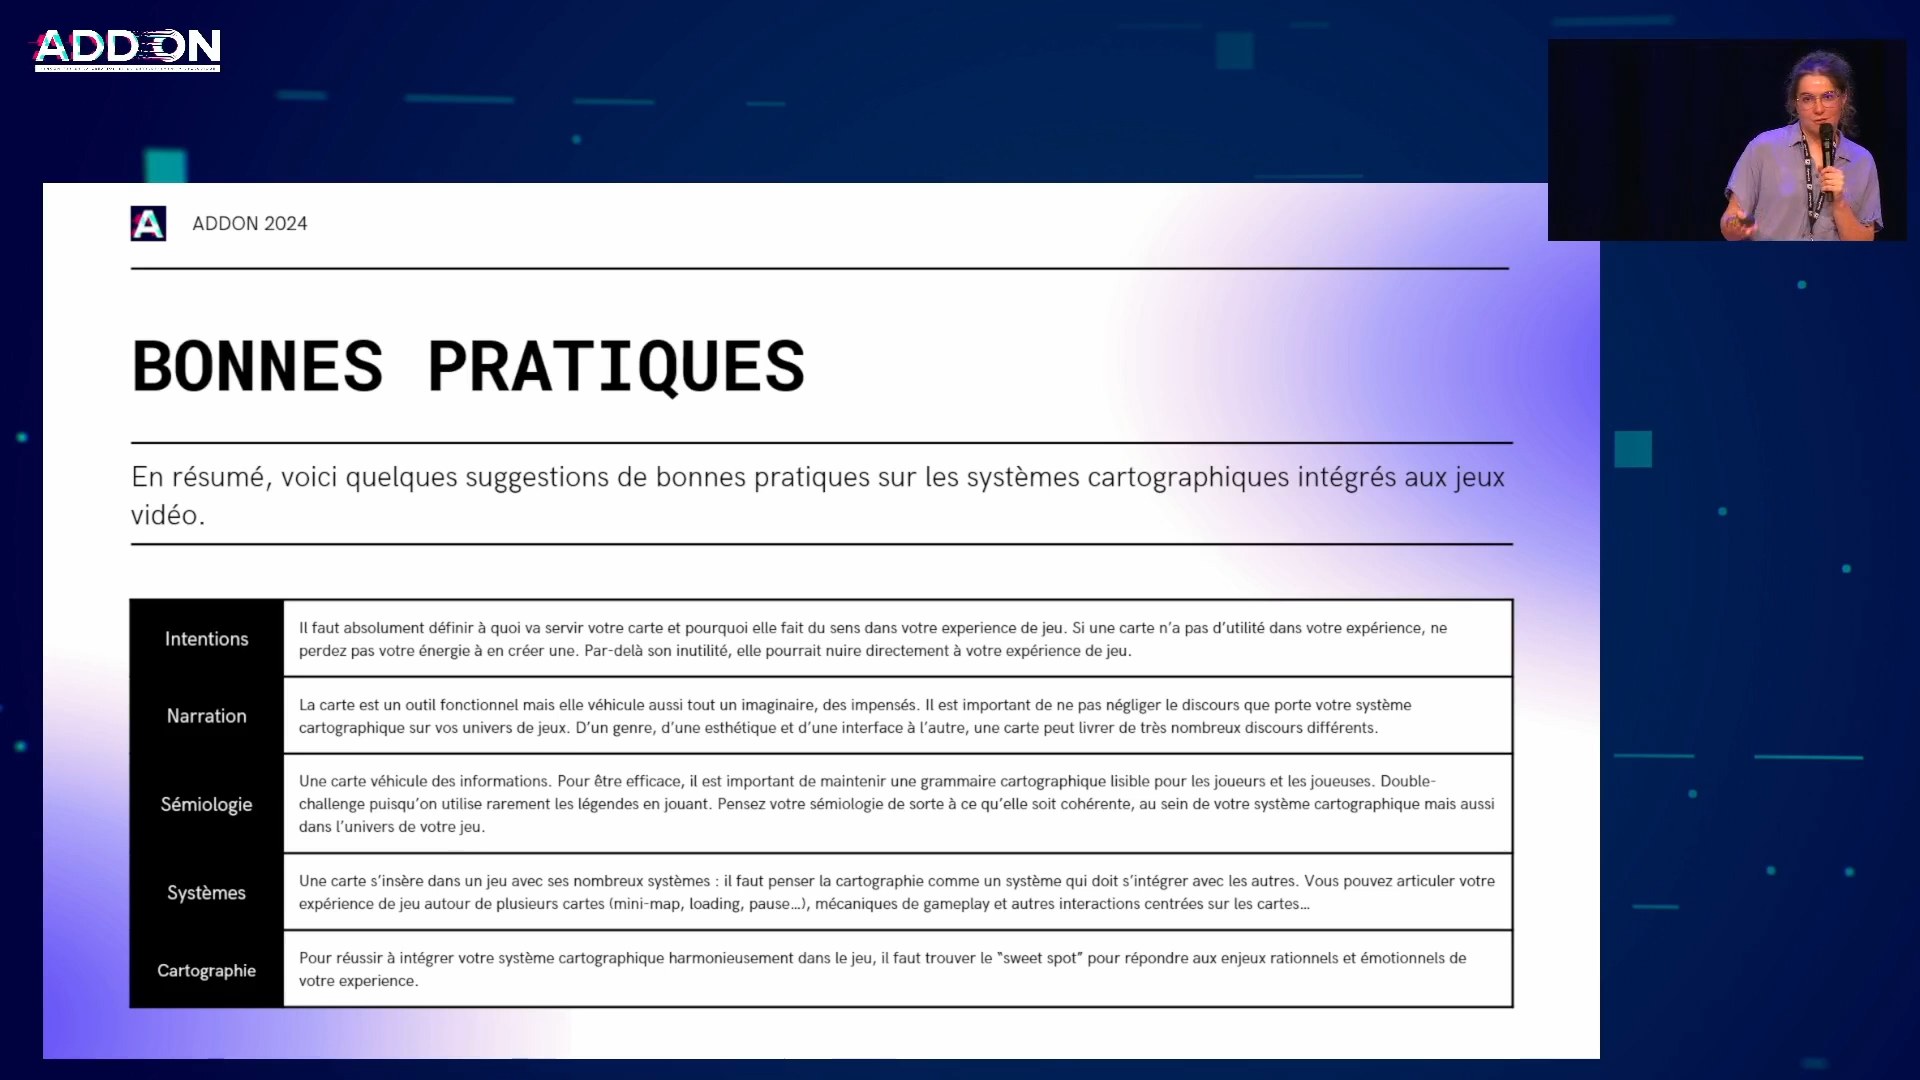 ADDON
ADDON 2024
BONNES PRATIQUES
En résumé, voici quelques suggestions de bonnes pratiques sur les systèmes cartographiques intégrés aux jeux
vidéo.
Intentions
Il faut absolument définir à quoi va servir votre carte et pourquoi elle fait du sens dans votre experience de jeu. Si une carte n’a pas d’utilité dans votre expérience, ne
perdez pas votre énergie à en créer une. Par-delà son inutilité, elle pourrait nuire directement à votre expérience de jeu.
Narration
La carte est un outil fonctionnel mais elle véhicule aussi tout un imaginaire, des impensés. Il est important de ne pas négliger le discours que porte votre système
cartographique sur vos univers de jeux. D’un genre, d’une esthétique et d’une interface à l’autre, une carte peut livrer de très nombreux discours différents.
Sémiologie
Une carte véhicule des informations. Pour être efficace, il est important de maintenir une grammaire cartographique lisible pour les joueurs et les joueuses. Double-
challenge puisqu’on utilise rarement les légendes en jouant. Pensez votre sémiologie de sorte à ce qu’elle soit cohérente, au sein de votre système cartographique mais aussi
dans l’univers de votre jeu.
Systèmes
Une carte s’insère dans un jeu avec ses nombreux systèmes : il faut penser la cartographie comme un système qui doit s’intégrer avec les autres. Vous pouvez articuler votre
expérience de jeu autour de plusieurs cartes (mini-map, loading, pause…), mécaniques de gameplay et autres interactions centrées sur les cartes…
Cartographie
Pour réussir à intégrer votre système cartographique harmonieusement dans le jeu, il faut trouver le “sweet spot” pour répondre aux enjeux rationnels et émotionnels de
votre experience.